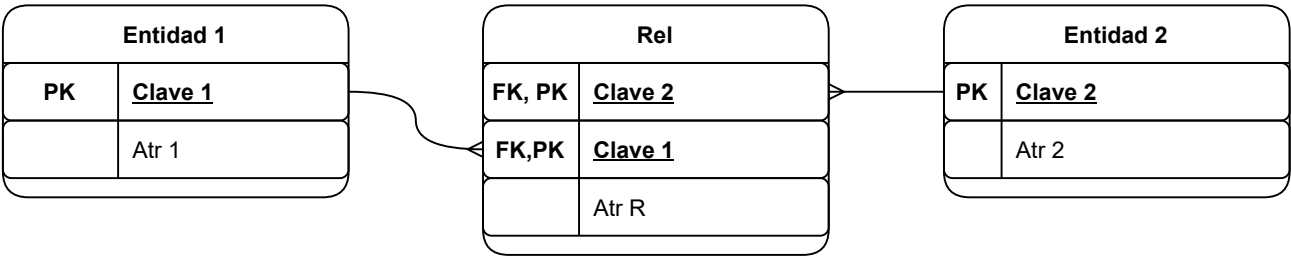 Entidad 1
PK Clave 1
Atr 1
Rel
FK, PK Clave 2
FK,PK Clave 1
Atr R
Entidad 2
PK Clave 2
Atr 2